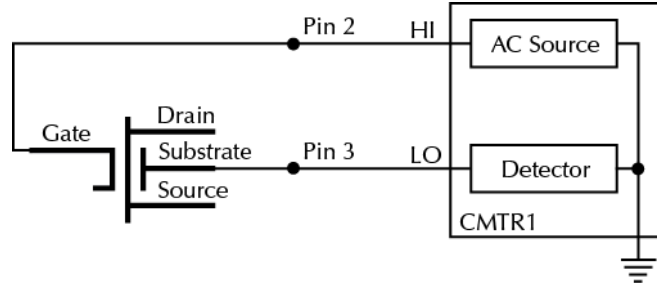 Pin 2
HI
AC Source
Gate
Drain
Substrate
Source
Pin 3
LO
Detector
CMTR1